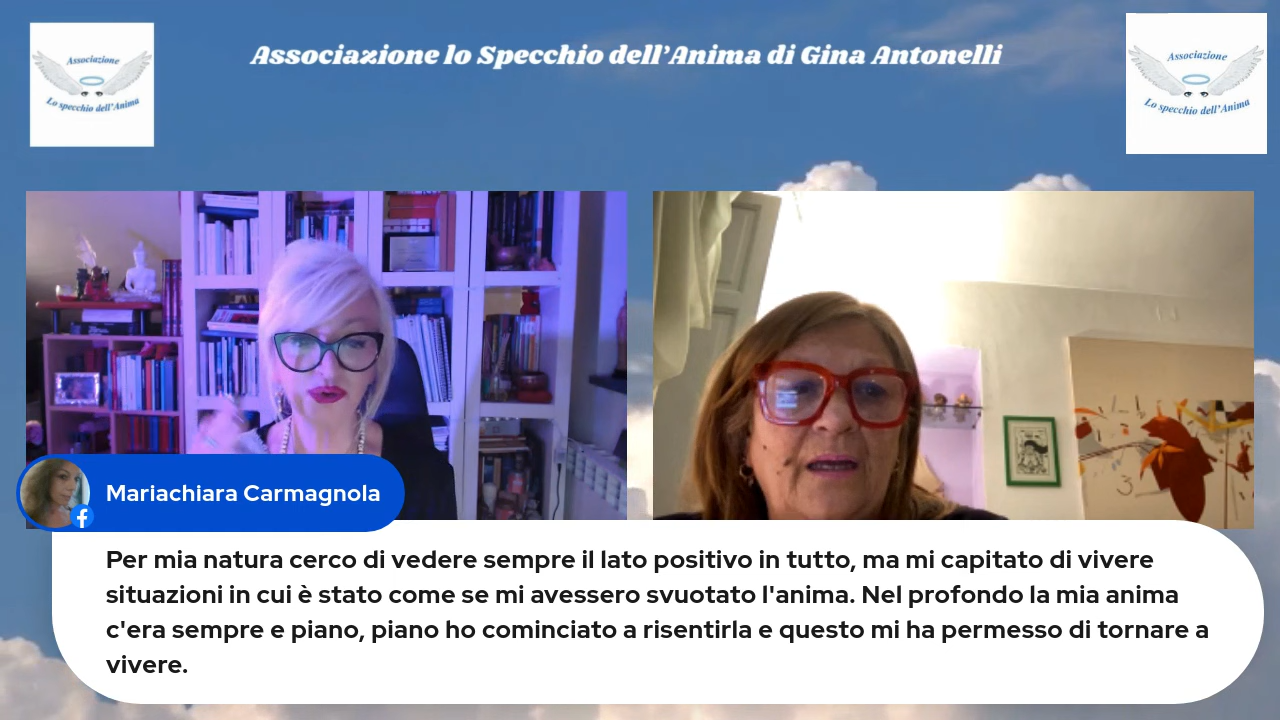 Associazione lo Specchio dell'Anima di Gina Antonelli
Associazione
Lo specchio dell'Anima
Associazione
Lo specchio dell'Anima
Mariachiara Carmagnola
Per mia natura cerco di vedere sempre il lato positivo in tutto, ma mi capitato di vivere
situazioni in cui è stato come se mi avessero svuotato l'anima. Nel profondo la mia anima
c'era sempre e piano, piano ho cominciato a risentirla e questo mi ha permesso di tornare a
vivere.